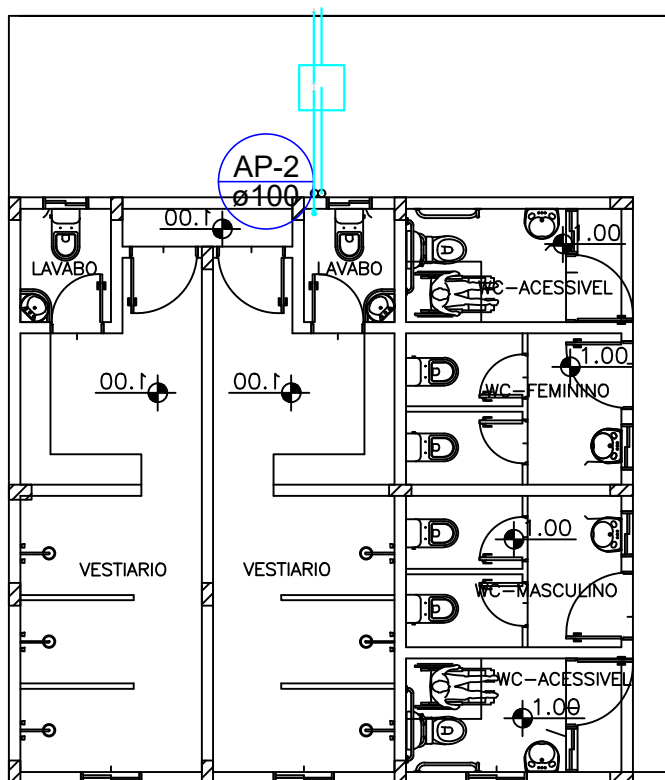 AP-2
ø100
1.00
1.00
LAVABO
LAVABO
WC-ACESSIVEL
1.00
1.00
1.00
WC-FEMININO
1.00
VESTIARIO
VESTIARIO
WC-MASCULINO
WC-ACESSIVEL
1.00